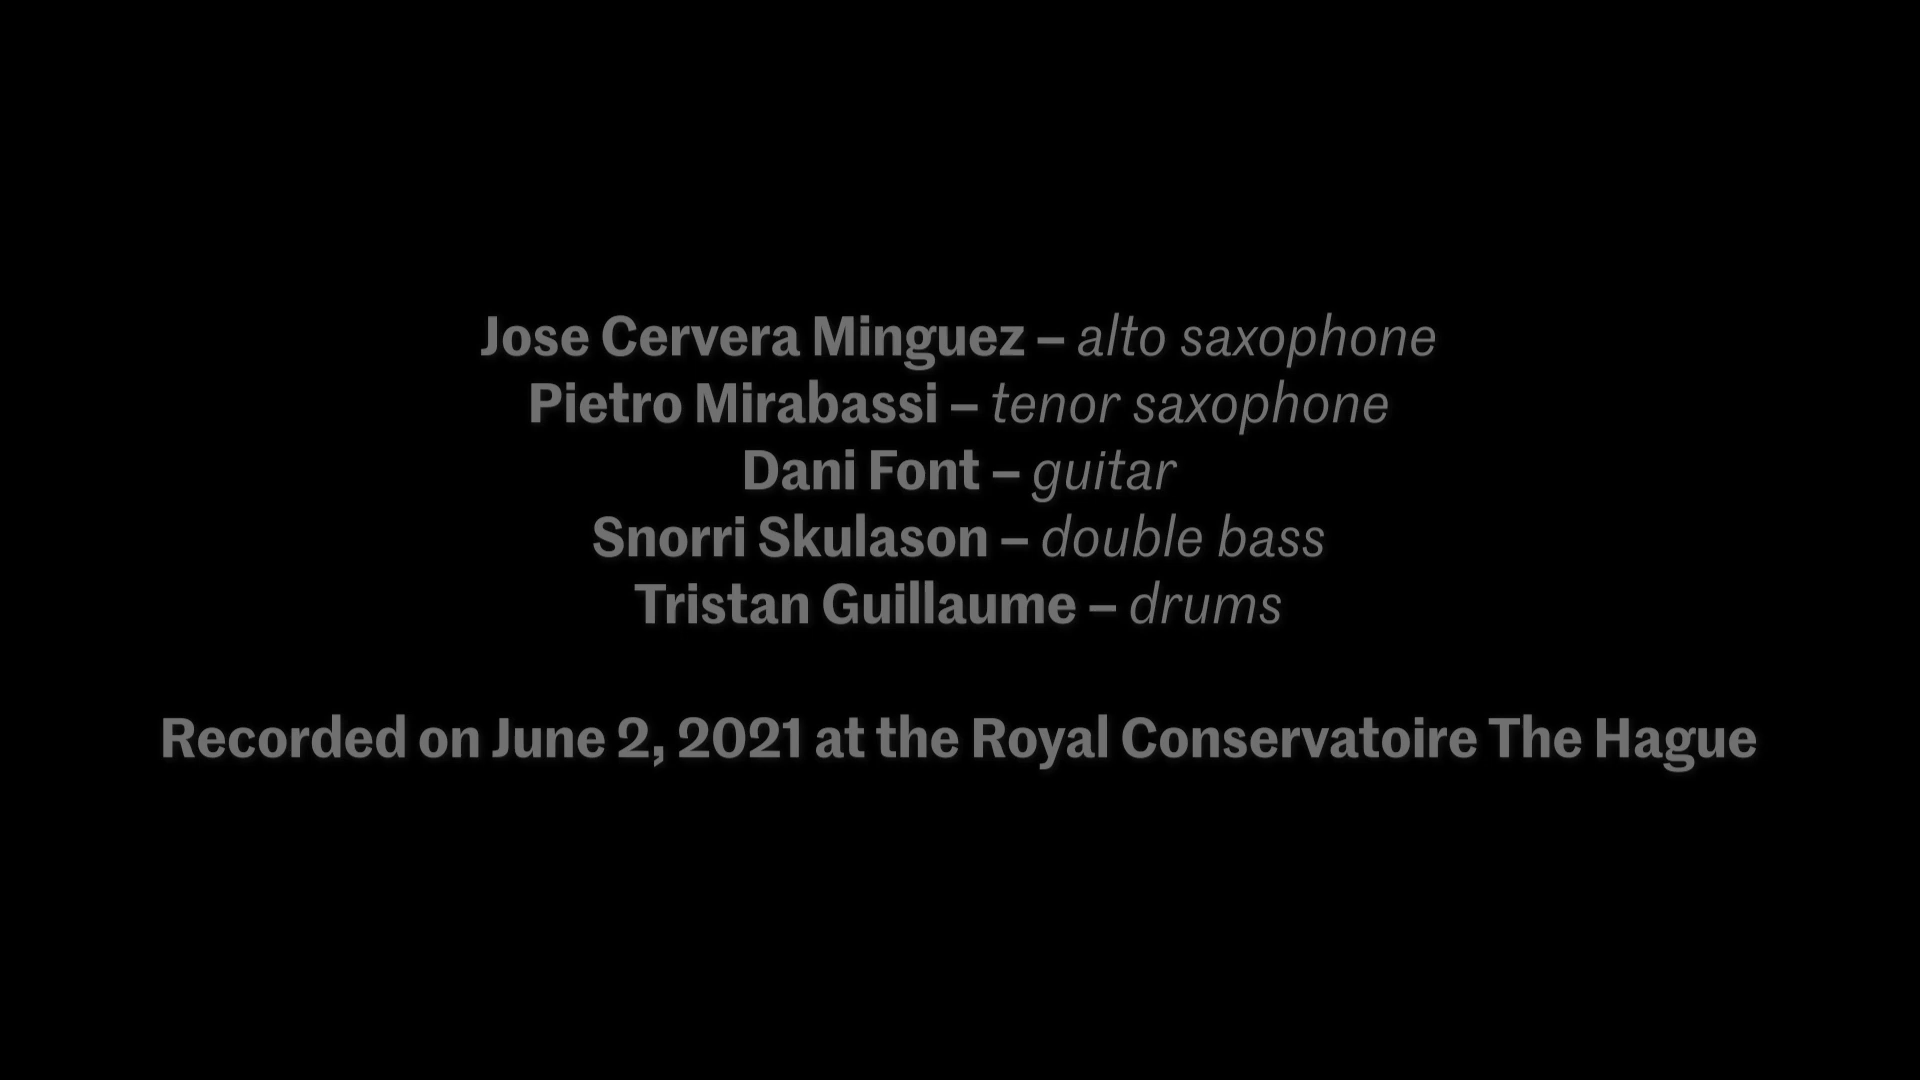 Jose Cervera Minguez – alto saxophone
Pietro Mirabassi – tenor saxophone
Dani Font – guitar
Snorri Skulason – double bass
Tristan Guillaume – drums
Recorded on June 2, 2021 at the Royal Conservatoire The Hague